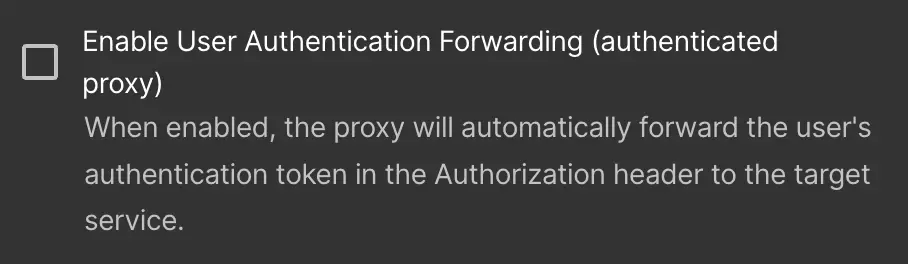 Enable User Authentication Forwarding (authenticated
proxy)
When enabled, the proxy will automatically forward the user's
authentication token in the Authorization header to the target
service.